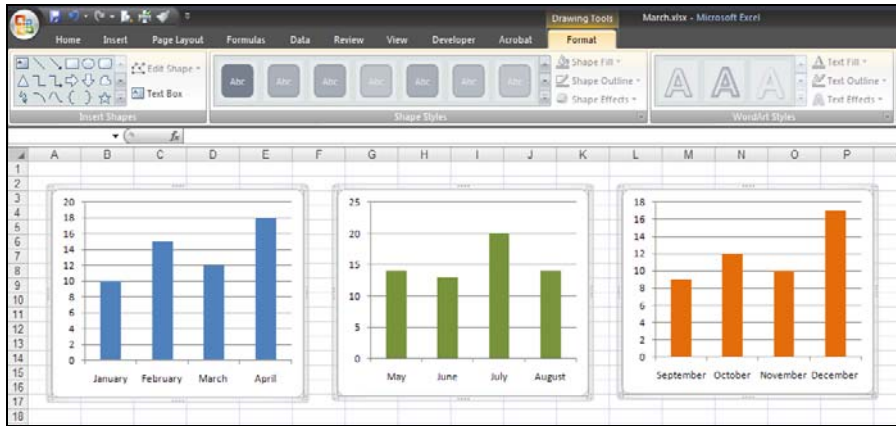 Drawing Tools March.xlsx - Microsoft Excel
Home Insert Page Layout Formulas Data Review View Developer Acrobat Format
Edit Shape
Text Box
Insert Shapes
Abc Abc Abc Abc Abc Abc Abc
Shape Fill
Shape Outline
Shape Effects
Shape Styles
A A A
Text Fill
Text Outline
Text Effects
WordArt Styles
fx
A B C D E F G H I J K L M N O P
1
2
3
4
5
6
7
8
9
10
11
12
13
14
15
16
17
18
20
18
16
14
12
10
8
6
4
2
0
January February March April
25
20
15
10
5
0
May June July August
18
16
14
12
10
8
6
4
2
0
September October November December